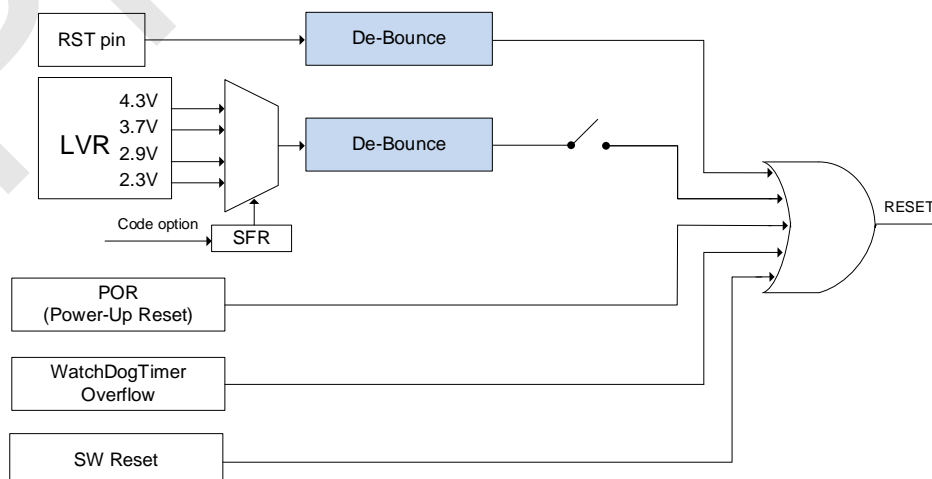 RST pin
De-Bounce
LVR
4.3V
3.7V
2.9V
2.3V
De-Bounce
Code option
SFR
RESET
POR
(Power-Up Reset)
WatchDogTimer
Overflow
SW Reset